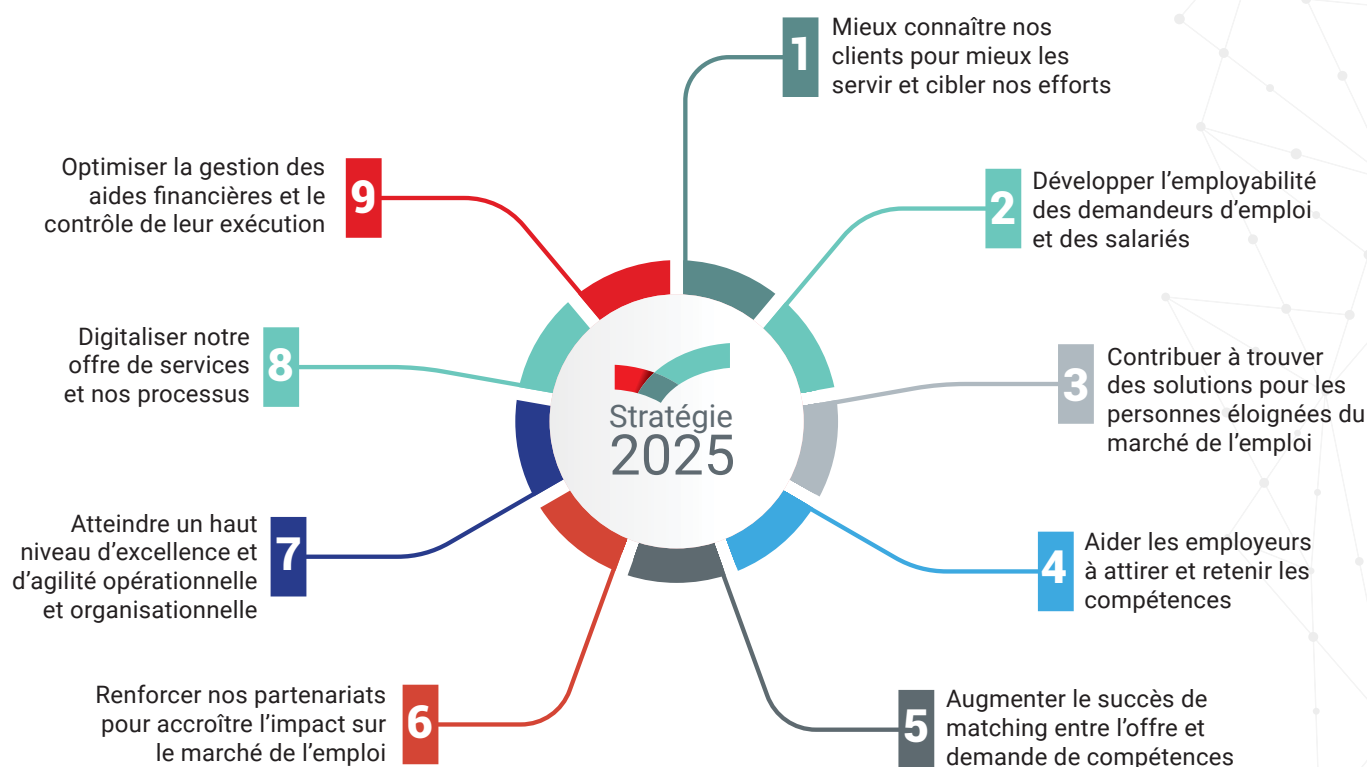 1
Mieux connaître nos
clients pour mieux les
servir et cibler nos efforts
2
Développer l’employabilité
des demandeurs d’emploi
et des salariés
3
Contribuer à trouver
des solutions pour les
personnes éloignées du
marché de l’emploi
4
Aider les employeurs
à attirer et retenir les
compétences
5
Augmenter le succès de
matching entre l’offre et
demande de compétences
6
Renforcer nos partenariats
pour accroître l’impact sur
le marché de l’emploi
7
Atteindre un haut
niveau d’excellence et
d’agilité opérationnelle
et organisationnelle
8
Digitaliser notre
offre de services
et nos processus
9
Optimiser la gestion des
aides financières et le
contrôle de leur exécution
Stratégie
2025